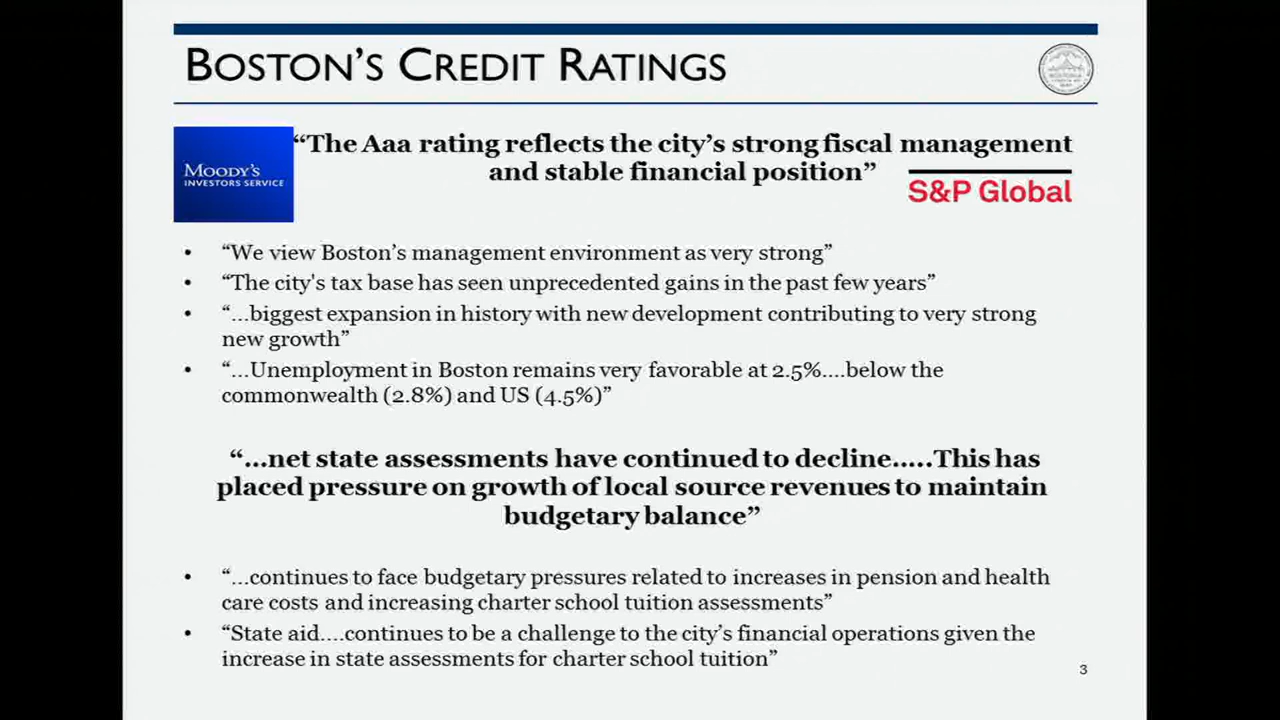 BOSTON'S CREDIT RATINGS
MOODY'S
INVESTORS SERVICE
“The Aaa rating reflects the city’s strong fiscal management
and stable financial position”
S&P Global
• “We view Boston’s management environment as very strong”
• “The city's tax base has seen unprecedented gains in the past few years”
• “…biggest expansion in history with new development contributing to very strong
new growth”
• “…Unemployment in Boston remains very favorable at 2.5%....below the
commonwealth (2.8%) and US (4.5%)”
“…net state assessments have continued to decline…..This has
placed pressure on growth of local source revenues to maintain
budgetary balance”
• “…continues to face budgetary pressures related to increases in pension and health
care costs and increasing charter school tuition assessments”
• “State aid….continues to be a challenge to the city’s financial operations given the
increase in state assessments for charter school tuition”
3